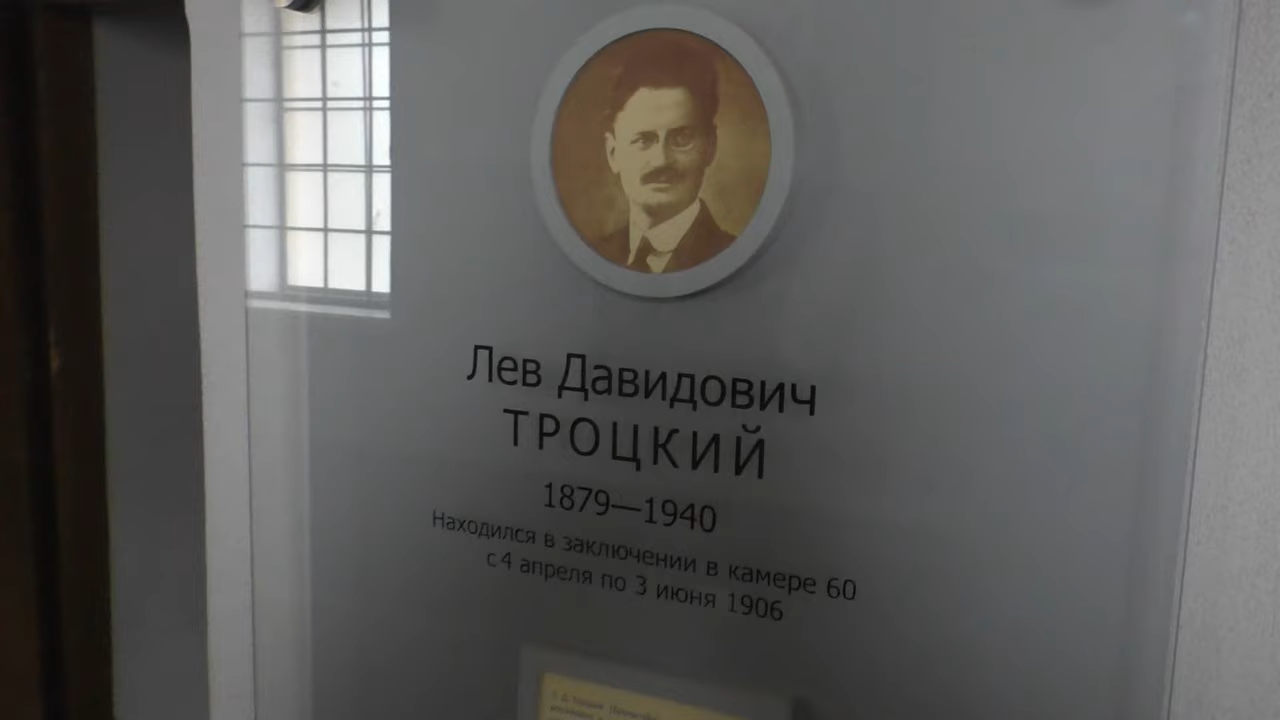 Лев Давидович
ТРОЦКИЙ
1879—1940
Находился в заключении в камере 60
с 4 апреля по 3 июня 1906